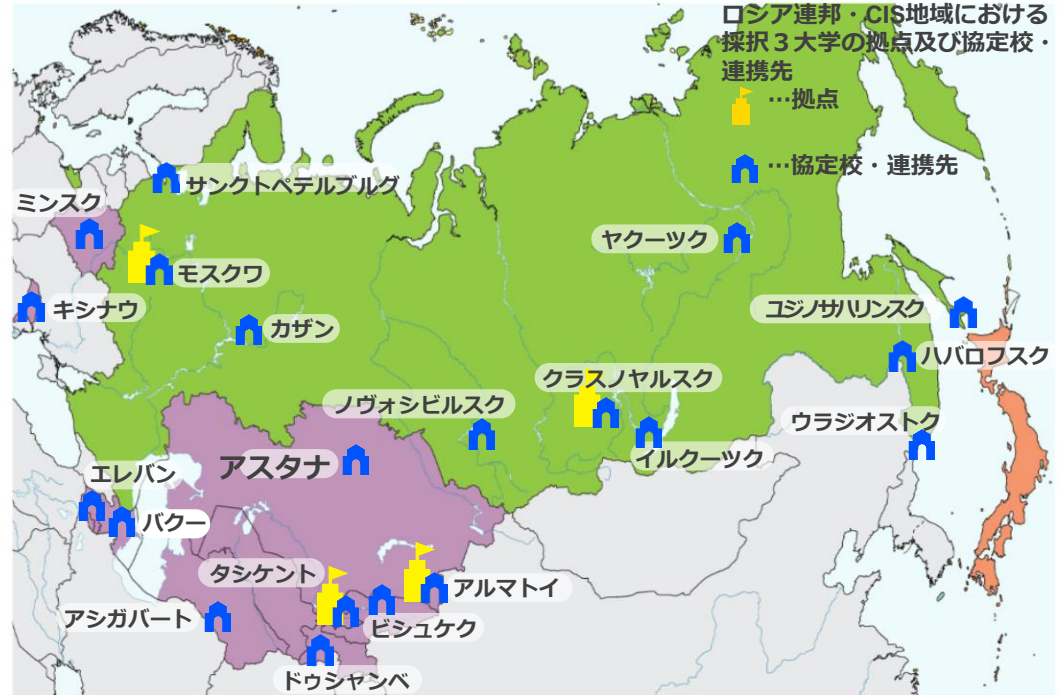 ロシア連邦・CIS地域における
採択３大学の拠点及び協定校・
連携先
…拠点
…協定校・連携先
サンクトペテルブルグ
ミンスク
ヤクーツク
モスクワ
キシナウ
ユジノサハリンスク
カザン
ハバロフスク
クラスノヤルスク
ノヴォシビルスク
ウラジオストク
イルクーツク
アスタナ
エレバン
バクー
タシケント
アルマトイ
アシガバート
ビシュケク
ドゥシャンベ